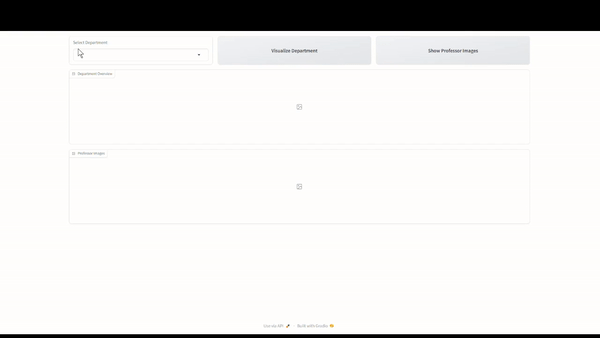 Select Department
Visualize Department
Show Professor Images
Department Overview
Professor Images
Use via API
Built with Gradio